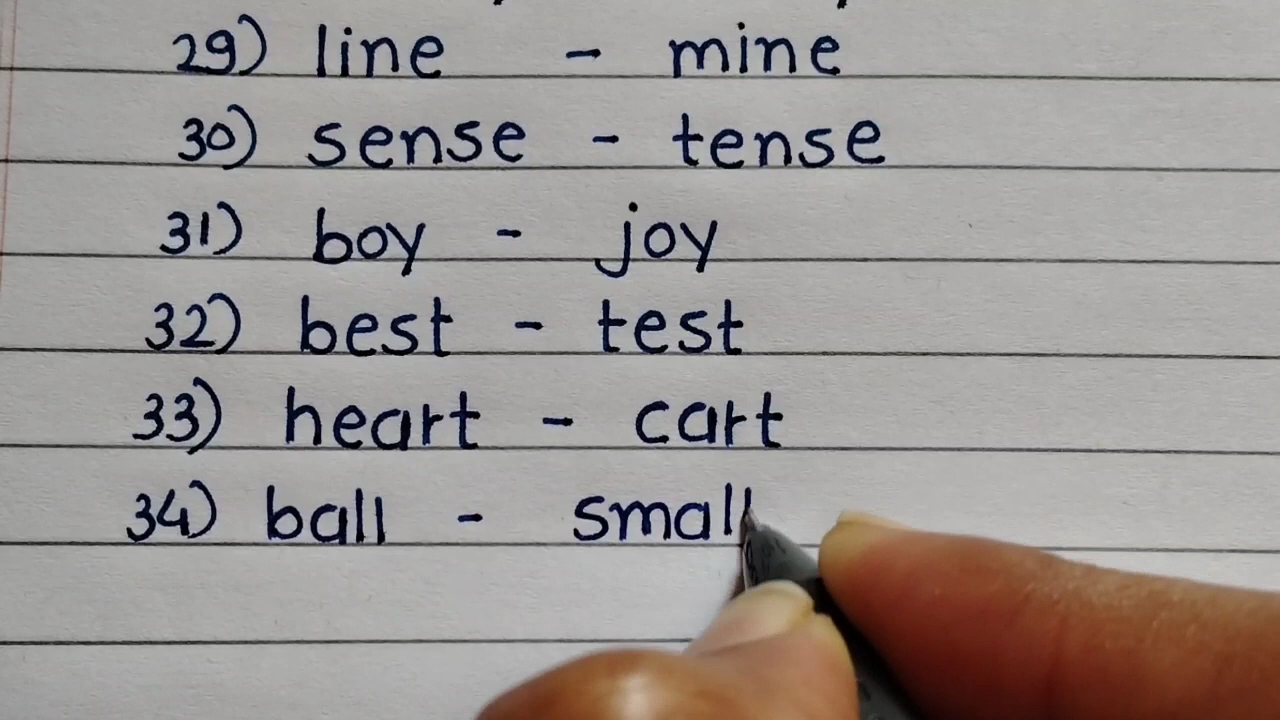 29) line - mine
30) sense - tense
31) boy - joy
32) best - test
33) heart - cart
34) ball - small